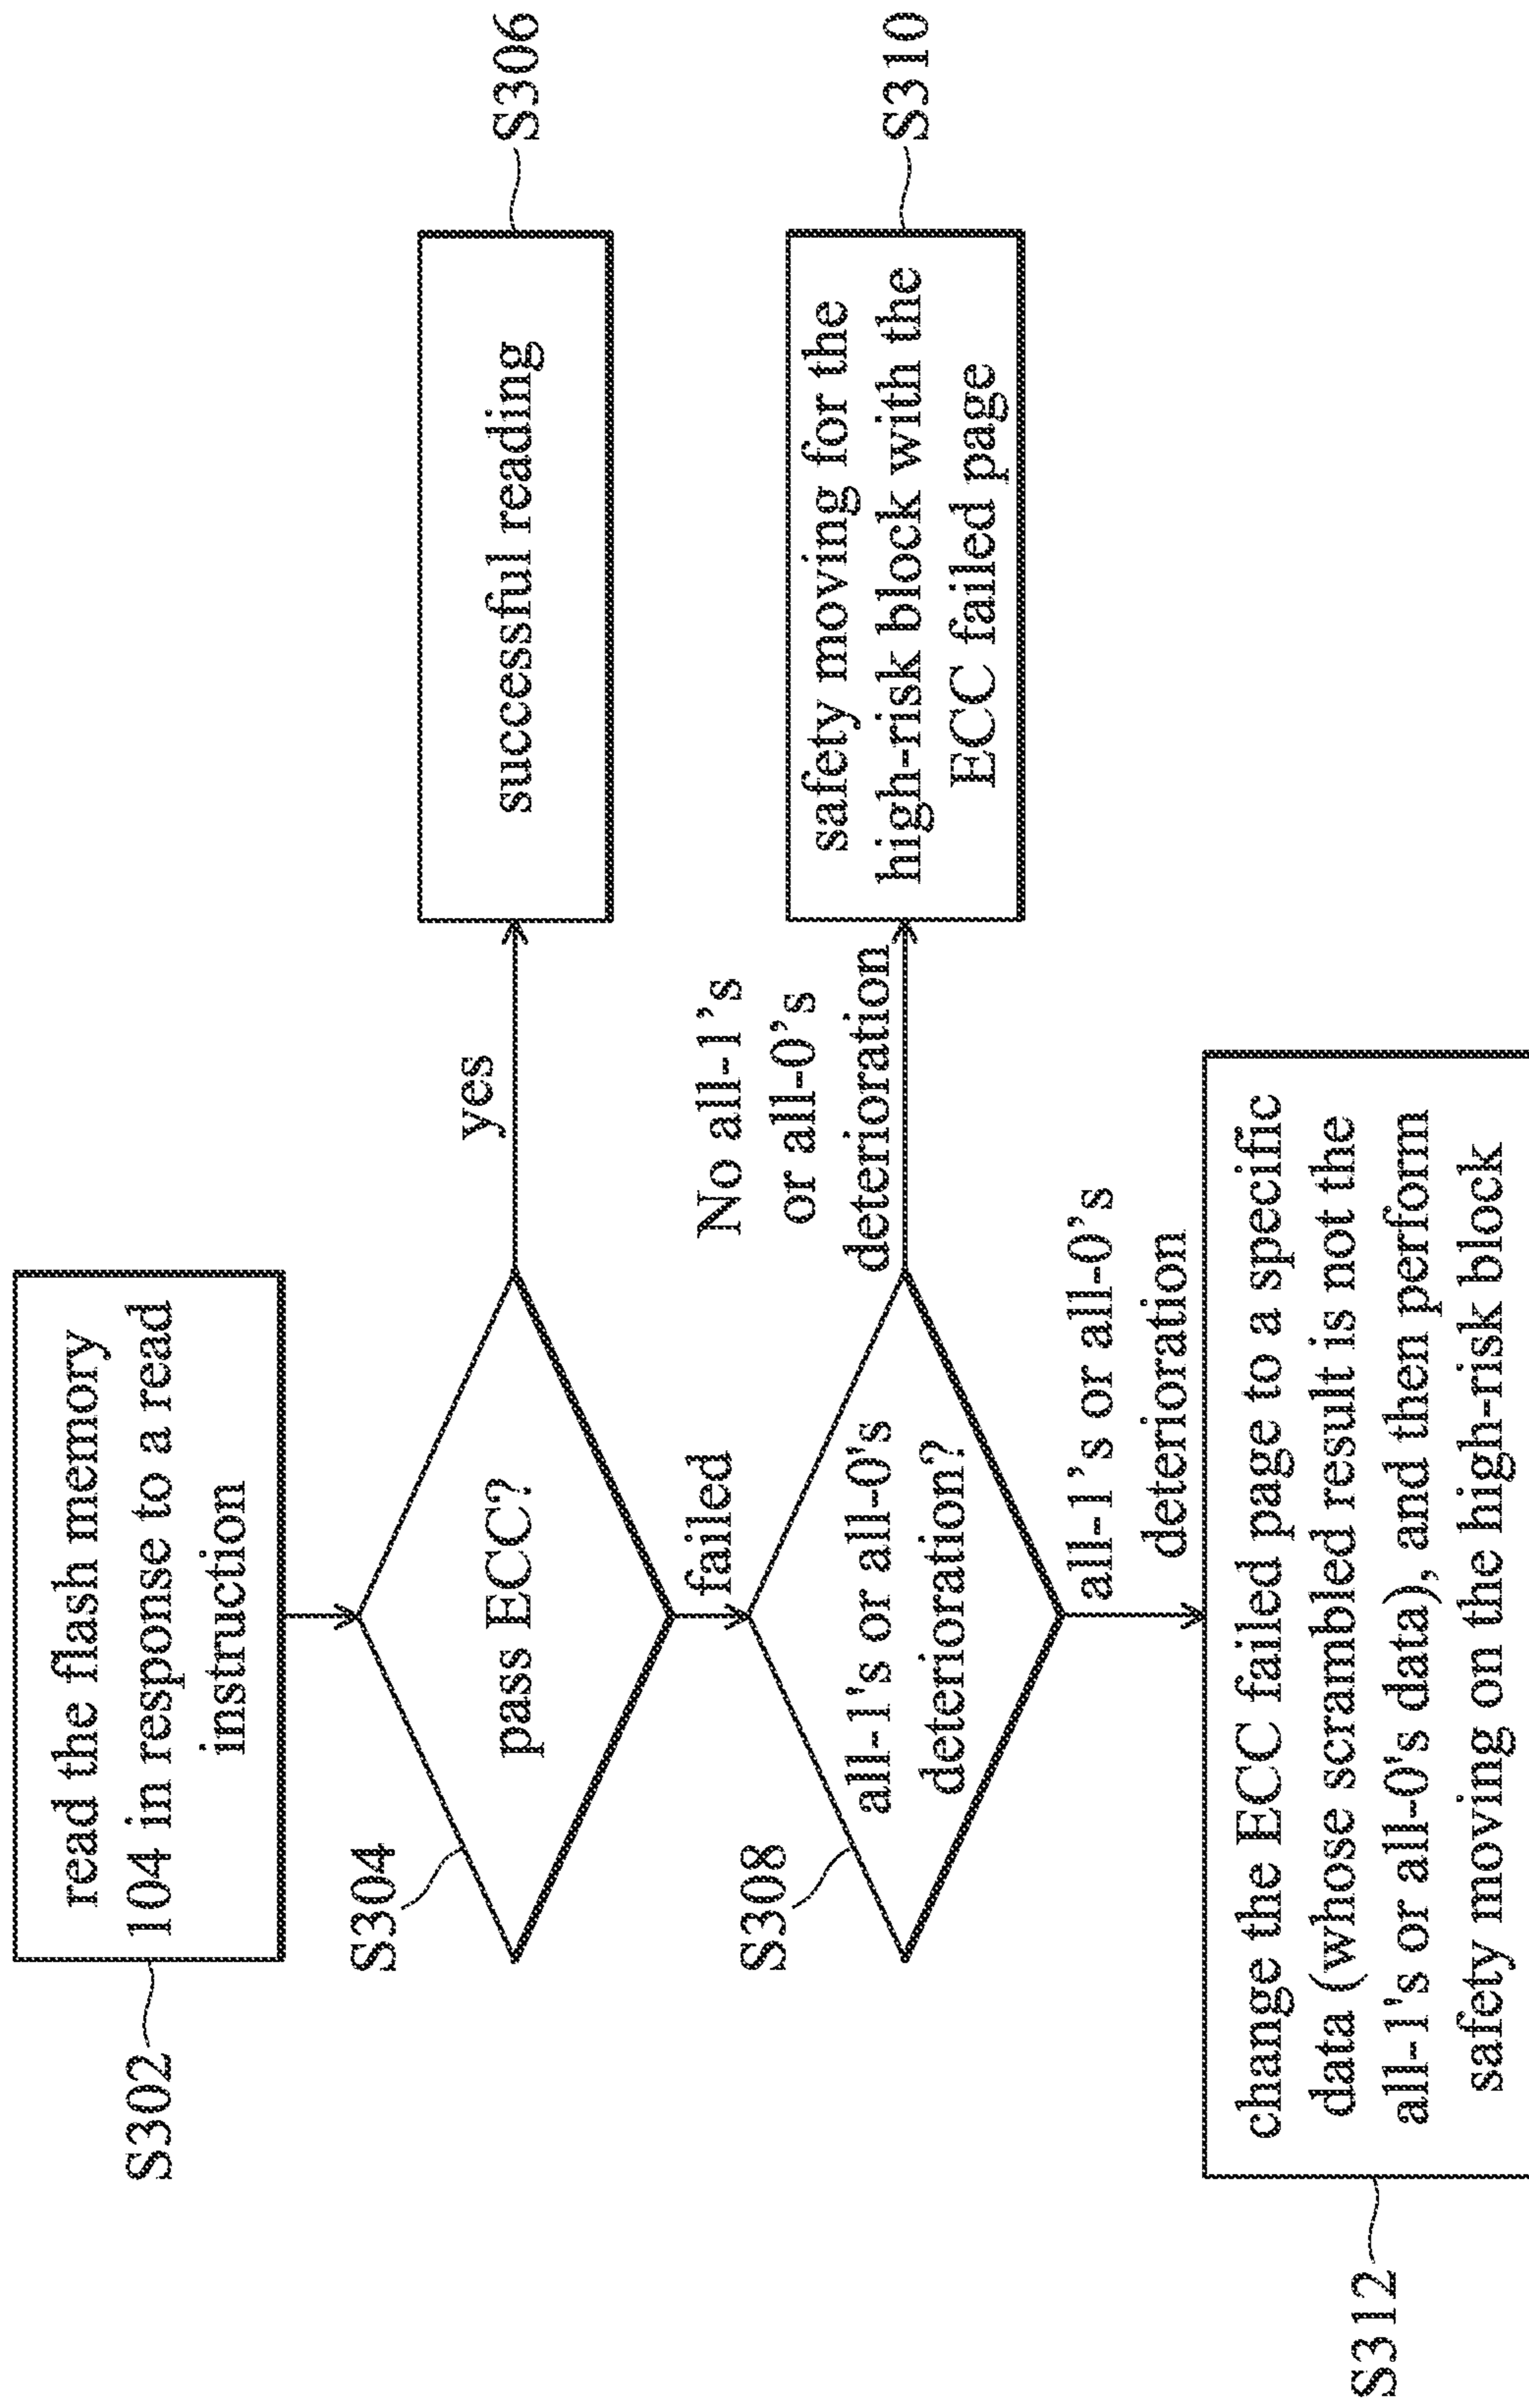 S302
read the flash memory
104 in response to a read
instruction
S304
pass ECC?
yes
successful reading
S306
failed
S308
all-1's or all-0's
deterioration?
No all-1's
or all-0's
deterioration
safety moving for the
high-risk block with the
ECC failed page
S310
all-1's or all-0's
deterioration
S312
change the ECC failed page to a specific
data (whose scrambled result is not the
all-1's or all-0's data), and then perform
safety moving on the high-risk block